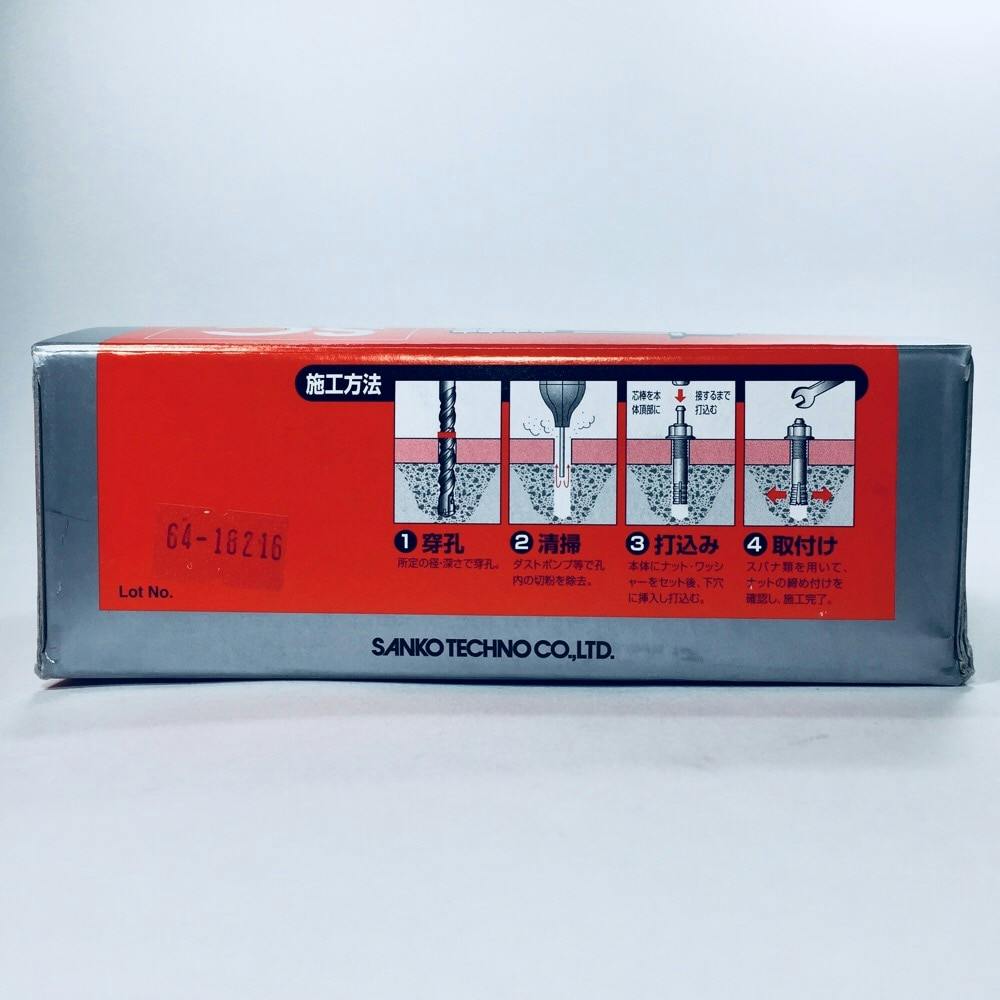 施工方法
芯棒を本
体頂部に
接するまで
打込む
1 穿孔
所定の径・深さで穿孔。
2 清掃
ダストポンプ等で孔
内の切粉を除去。
3 打込み
本体にナット・ワッシ
ャーをセット後、下穴
に挿入し打込む。
4 取付け
スパナ類を用いて、
ナットの締め付けを
確認し、施工完了。
64-18216
Lot No.
SANKO TECHNO CO.,LTD.